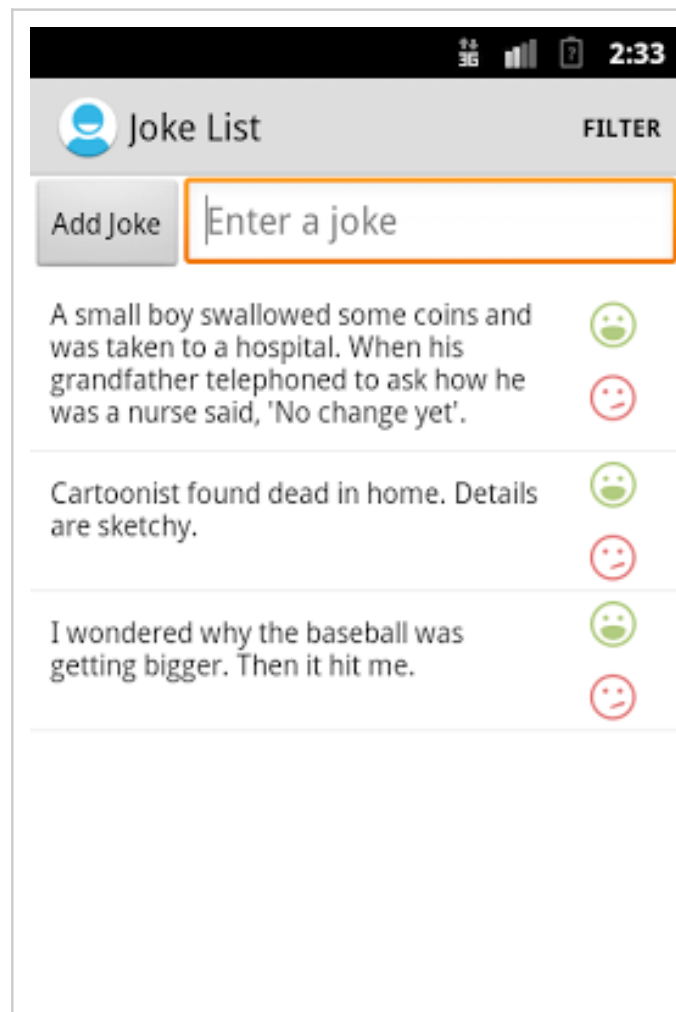 3G 2:33
Joke List FILTER
Add Joke Enter a joke
A small boy swallowed some coins and
was taken to a hospital. When his
grandfather telephoned to ask how he
was a nurse said, 'No change yet'.
Cartoonist found dead in home. Details
are sketchy.
I wondered why the baseball was
getting bigger. Then it hit me.